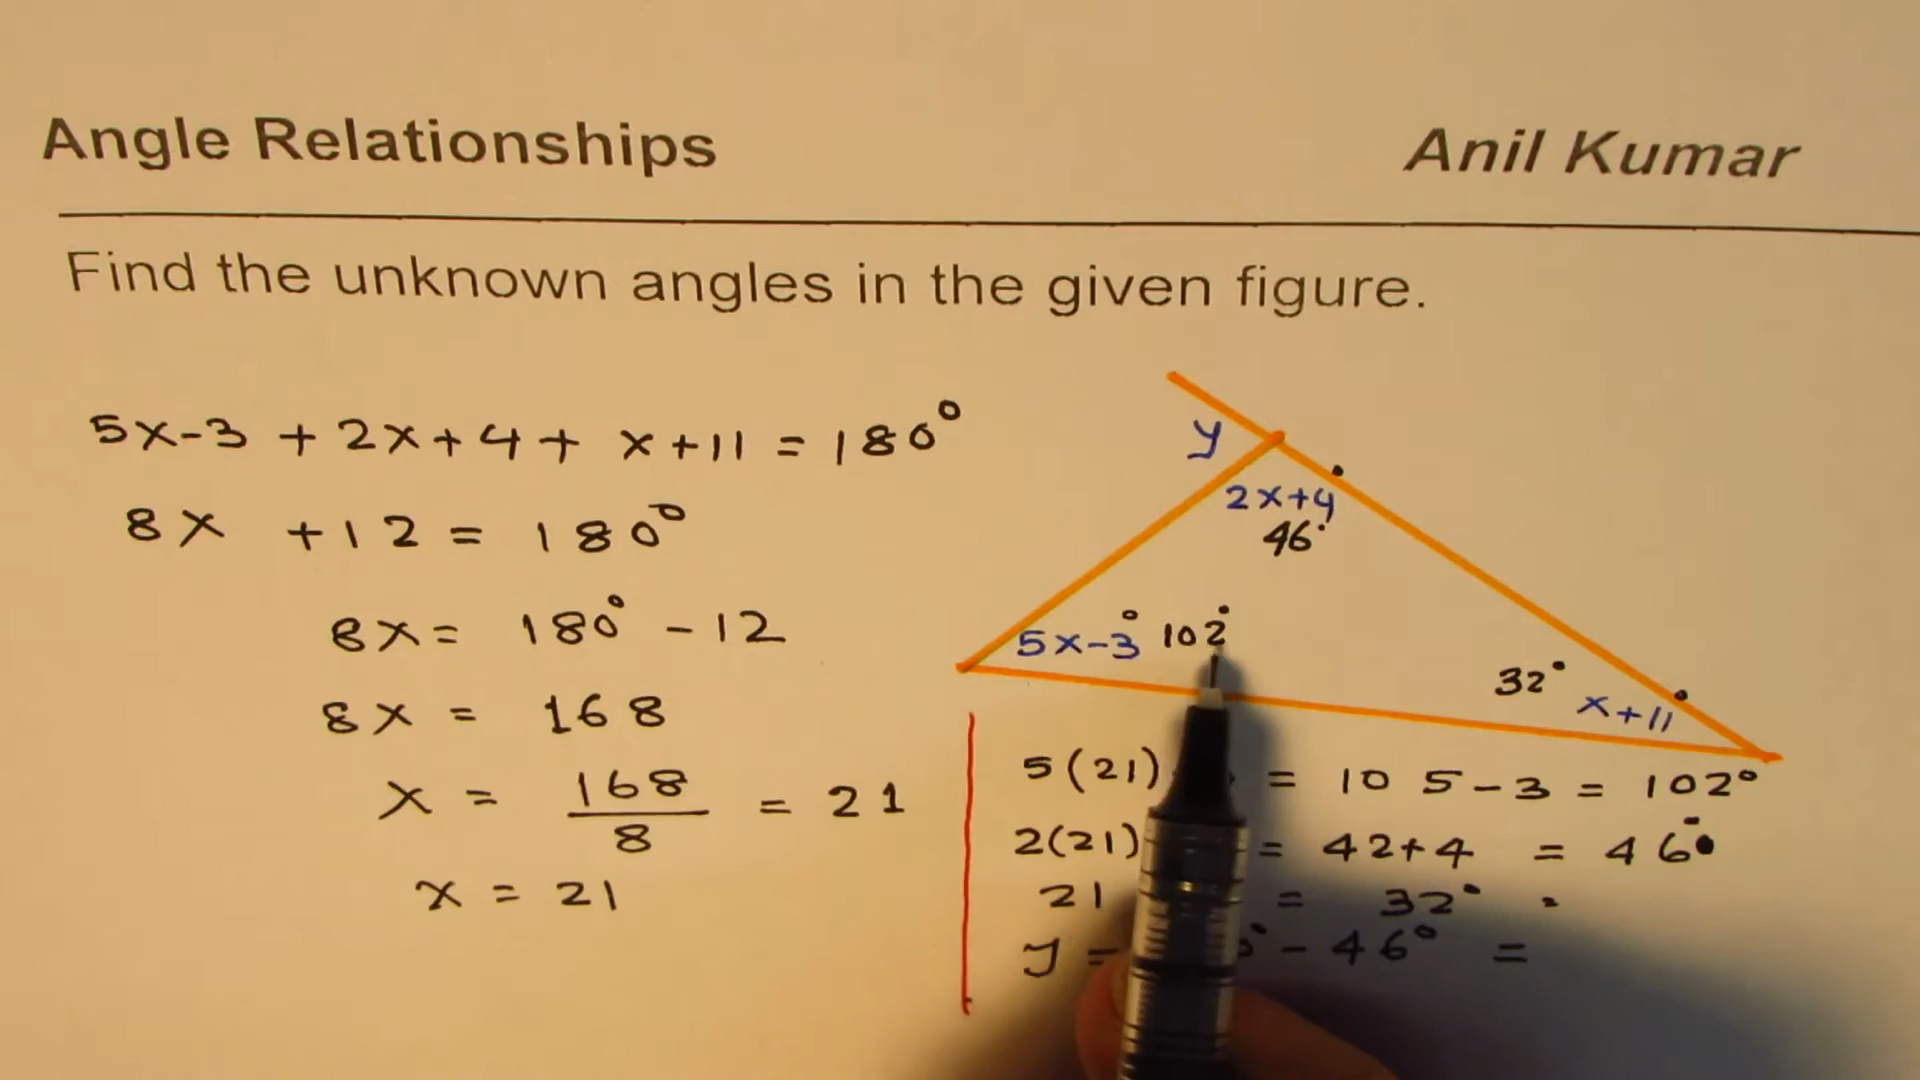 Angle Relationships
Anil Kumar
Find the unknown angles in the given figure.
5x-3 + 2x+4+ x+11 = 180°
8x +12 = 180°
8x = 180° - 12
8x = 168
x = 168/8 = 21
x = 21
y
2x+4
46°
5x-3° 102°
32°
x+11
5(21) = 105-3 = 102°
2(21) = 42+4 = 46°
21 = 32°
y = - 46° =